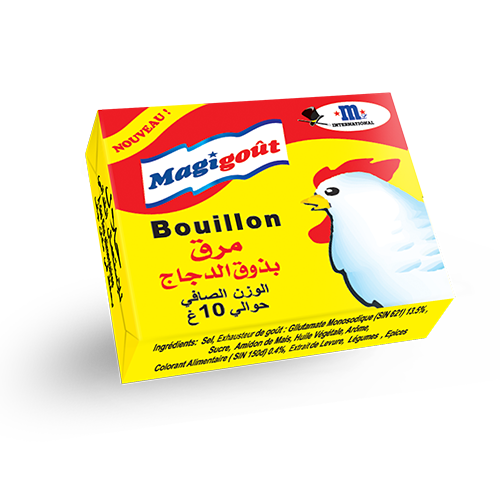 NOUVEAU !
m
INTERNATIONAL
Magigoût
Bouillon
مرق
بذوق الدجاج
الوزن الصافي
حوالي 10 غ
Ingrédients: Sel, Exhausteur de goût : Glutamate Monosodique (SIN 621) 13.5%,
Sucre, Amidon de Mais, Huile Végétale, Arôme,
Colorant Alimentaire ( SIN 150d) 0.4%, Extrait de Levure, Légumes , Epices